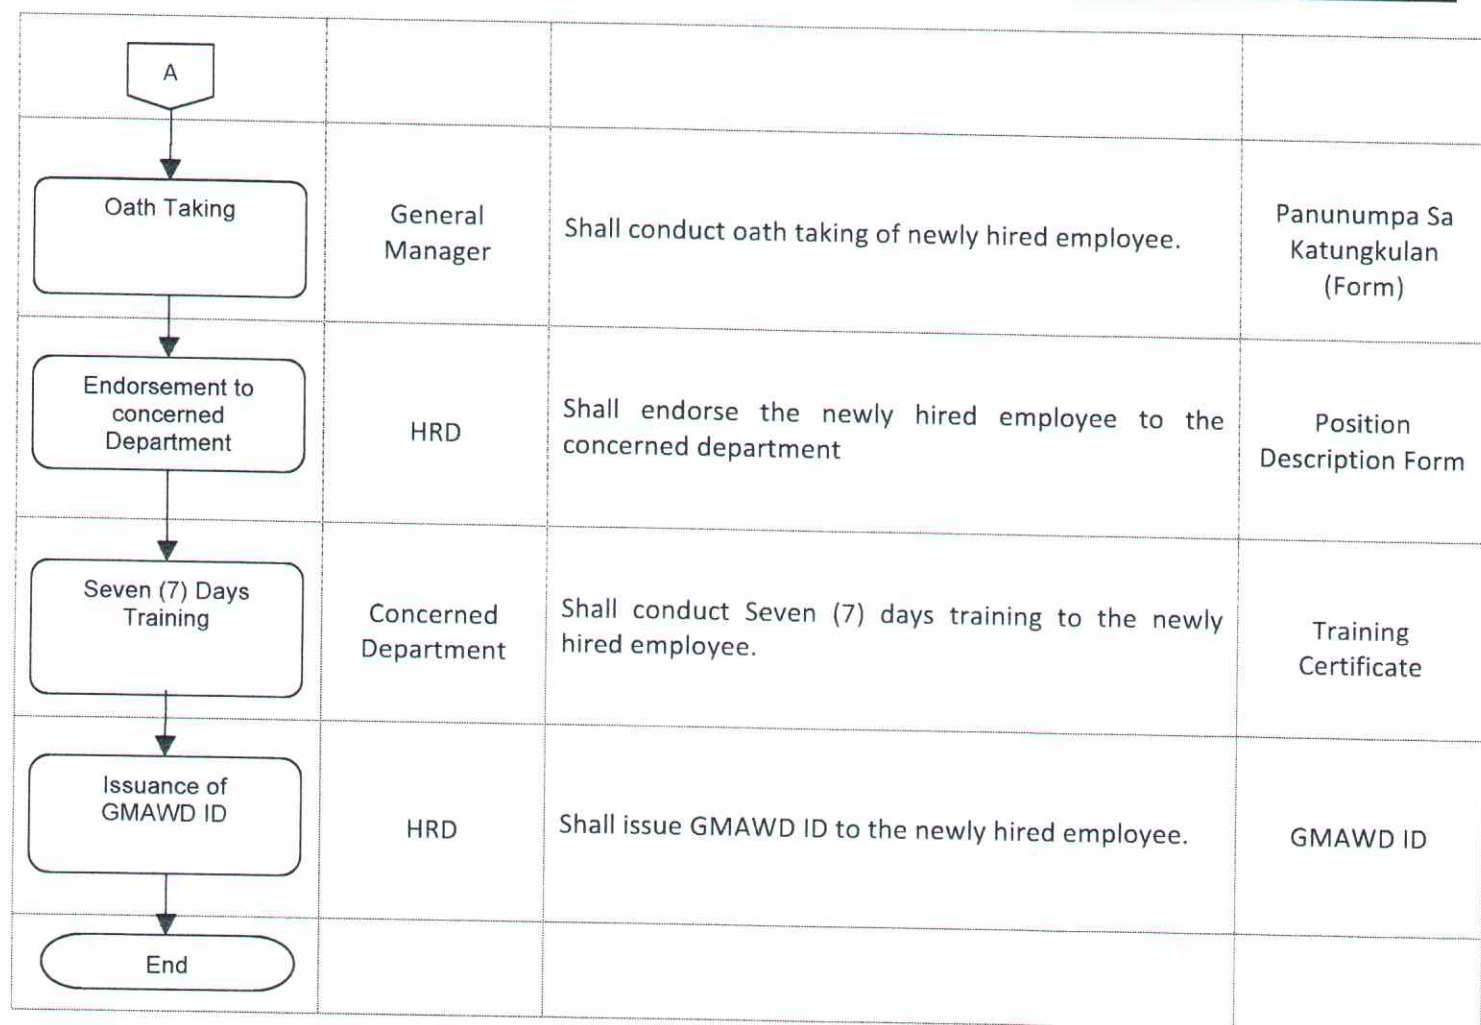 A
Oath Taking
General
Manager
Shall conduct oath taking of newly hired employee.
Panunumpa Sa
Katungkulan
(Form)
Endorsement to
concerned
Department
HRD
Shall endorse the newly hired employee to the
concerned department
Position
Description Form
Seven (7) Days
Training
Concerned
Department
Shall conduct Seven (7) days training to the newly
hired employee.
Training
Certificate
Issuance of
GMAWD ID
HRD
Shall issue GMAWD ID to the newly hired employee.
GMAWD ID
End